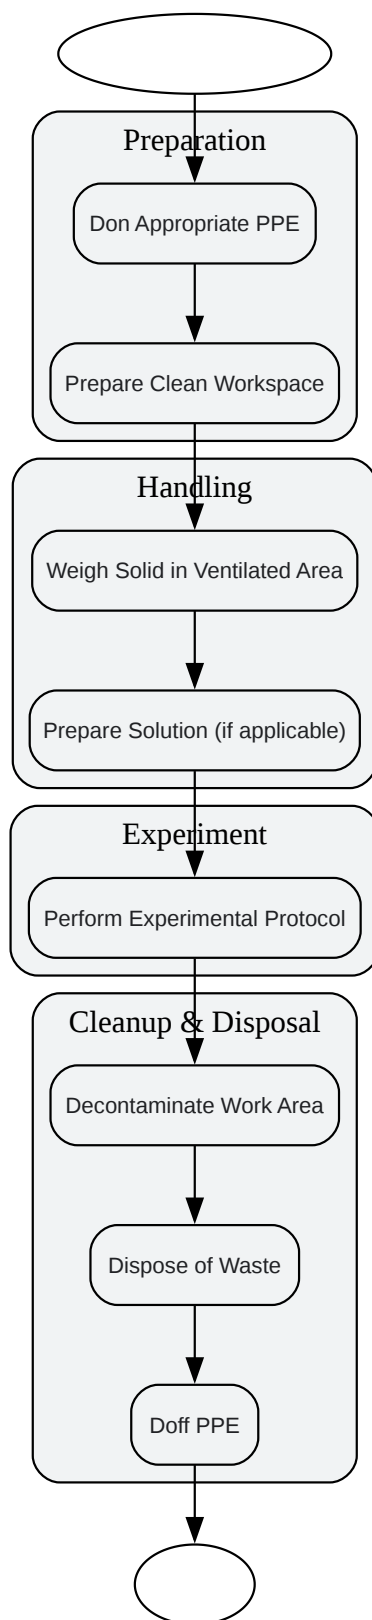 Preparation
Don Appropriate PPE
Prepare Clean Workspace
Handling
Weigh Solid in Ventilated Area
Prepare Solution (if applicable)
Experiment
Perform Experimental Protocol
Cleanup & Disposal
Decontaminate Work Area
Dispose of Waste
Doff PPE